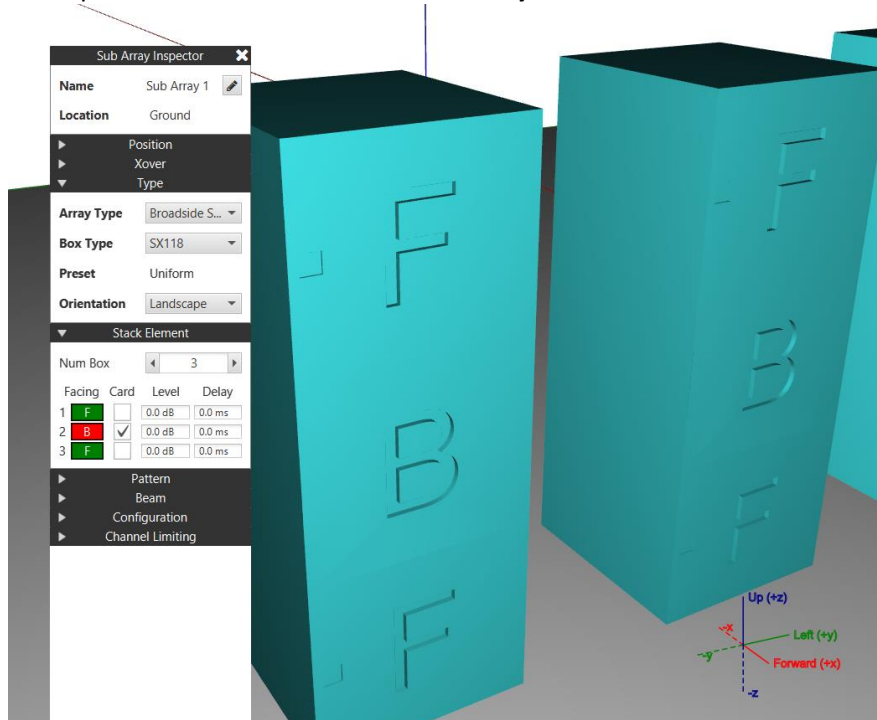 Sub Array Inspector
Name Sub Array 1
Location Ground
Position
Xover
Type
Array Type Broadside S...
Box Type SX118
Preset Uniform
Orientation Landscape
Stack Element
Num Box 3
Facing Card Level Delay
1 F 0.0 dB 0.0 ms
2 B 0.0 dB 0.0 ms
3 F 0.0 dB 0.0 ms
Pattern
Beam
Configuration
Channel Limiting
F
B
F
F
B
F
Up (+z)
-x
Left (+y)
-y
Forward (+x)
-z